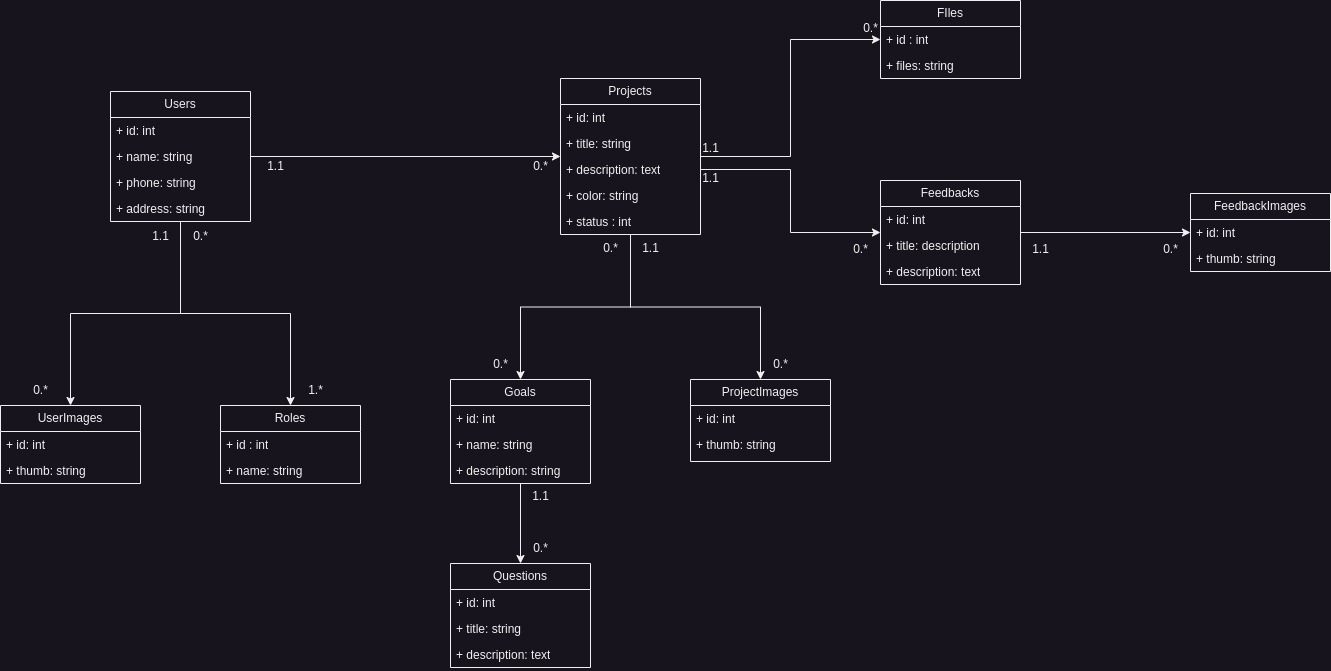 FIles
+ id : int
+ files: string
0.*
Projects
+ id: int
+ title: string
+ description: text
+ color: string
+ status : int
1.1
1.1
Users
+ id: int
+ name: string
+ phone: string
+ address: string
1.1
0.*
Feedbacks
+ id: int
+ title: description
+ description: text
0.*
1.1
FeedbackImages
+ id: int
+ thumb: string
0.*
1.1
0.*
0.*
1.1
0.*
1.*
UserImages
+ id: int
+ thumb: string
Roles
+ id : int
+ name: string
0.*
0.*
Goals
+ id: int
+ name: string
+ description: string
ProjectImages
+ id: int
+ thumb: string
1.1
0.*
Questions
+ id: int
+ title: string
+ description: text